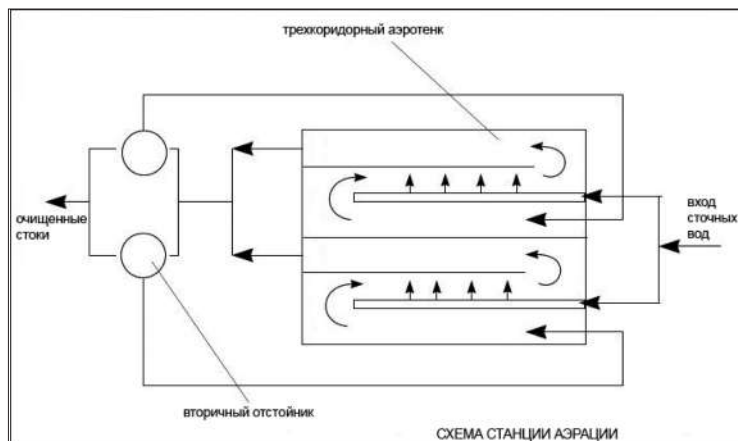 трехкоридорный аэротенк
очищенные
стоки
вход
сточных
вод
вторичный отстойник
СХЕМА СТАНЦИИ АЭРАЦИИ